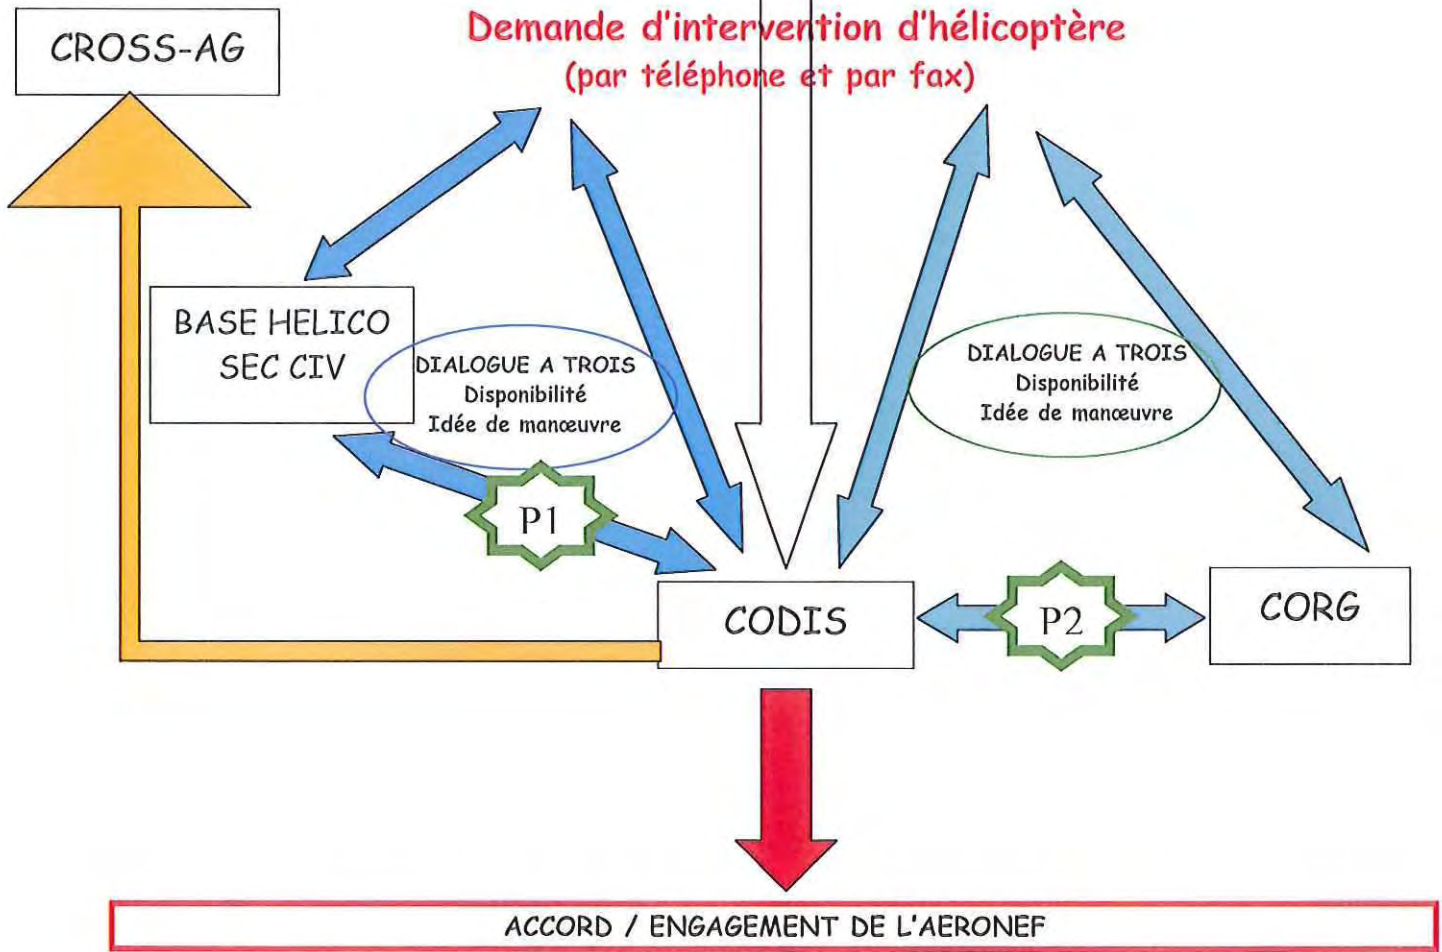 CROSS-AG
Demande d'intervention d'hélicoptère
(par téléphone et par fax)
BASE HELICO
SEC CIV
DIALOGUE A TROIS
Disponibilité
Idée de manœuvre
DIALOGUE A TROIS
Disponibilité
Idée de manœuvre
P1
CODIS
P2
CORG
ACCORD / ENGAGEMENT DE L'AERONEF